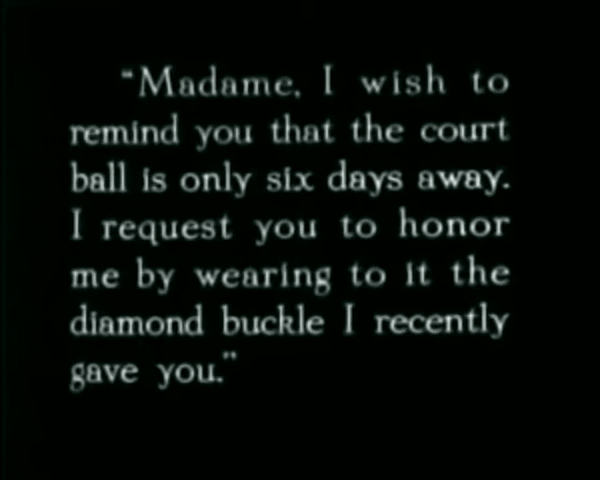 "Madame, I wish to
remind you that the court
ball is only six days away.
I request you to honor
me by wearing to it the
diamond buckle I recently
gave you."